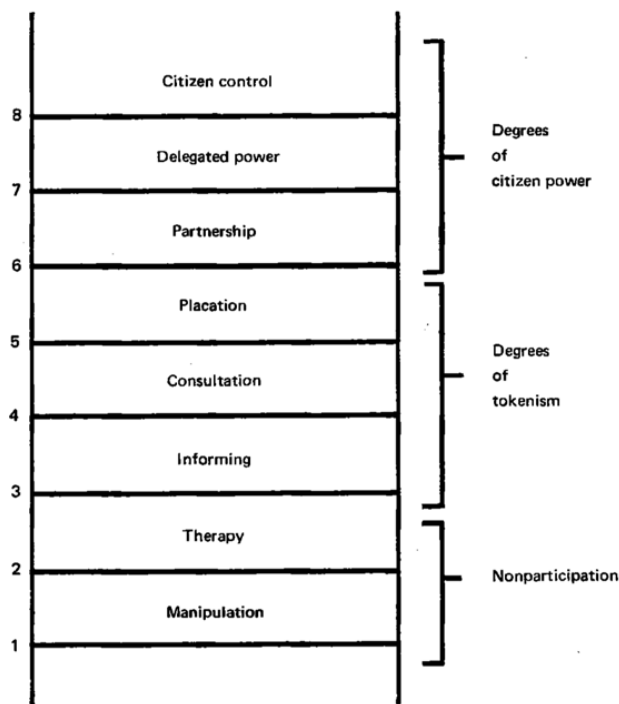 Citizen control
8
Delegated power
7
Partnership
6
Placation
5
Consultation
4
Informing
3
Therapy
2
Manipulation
1
Degrees
of
citizen power
Degrees
of
tokenism
Nonparticipation